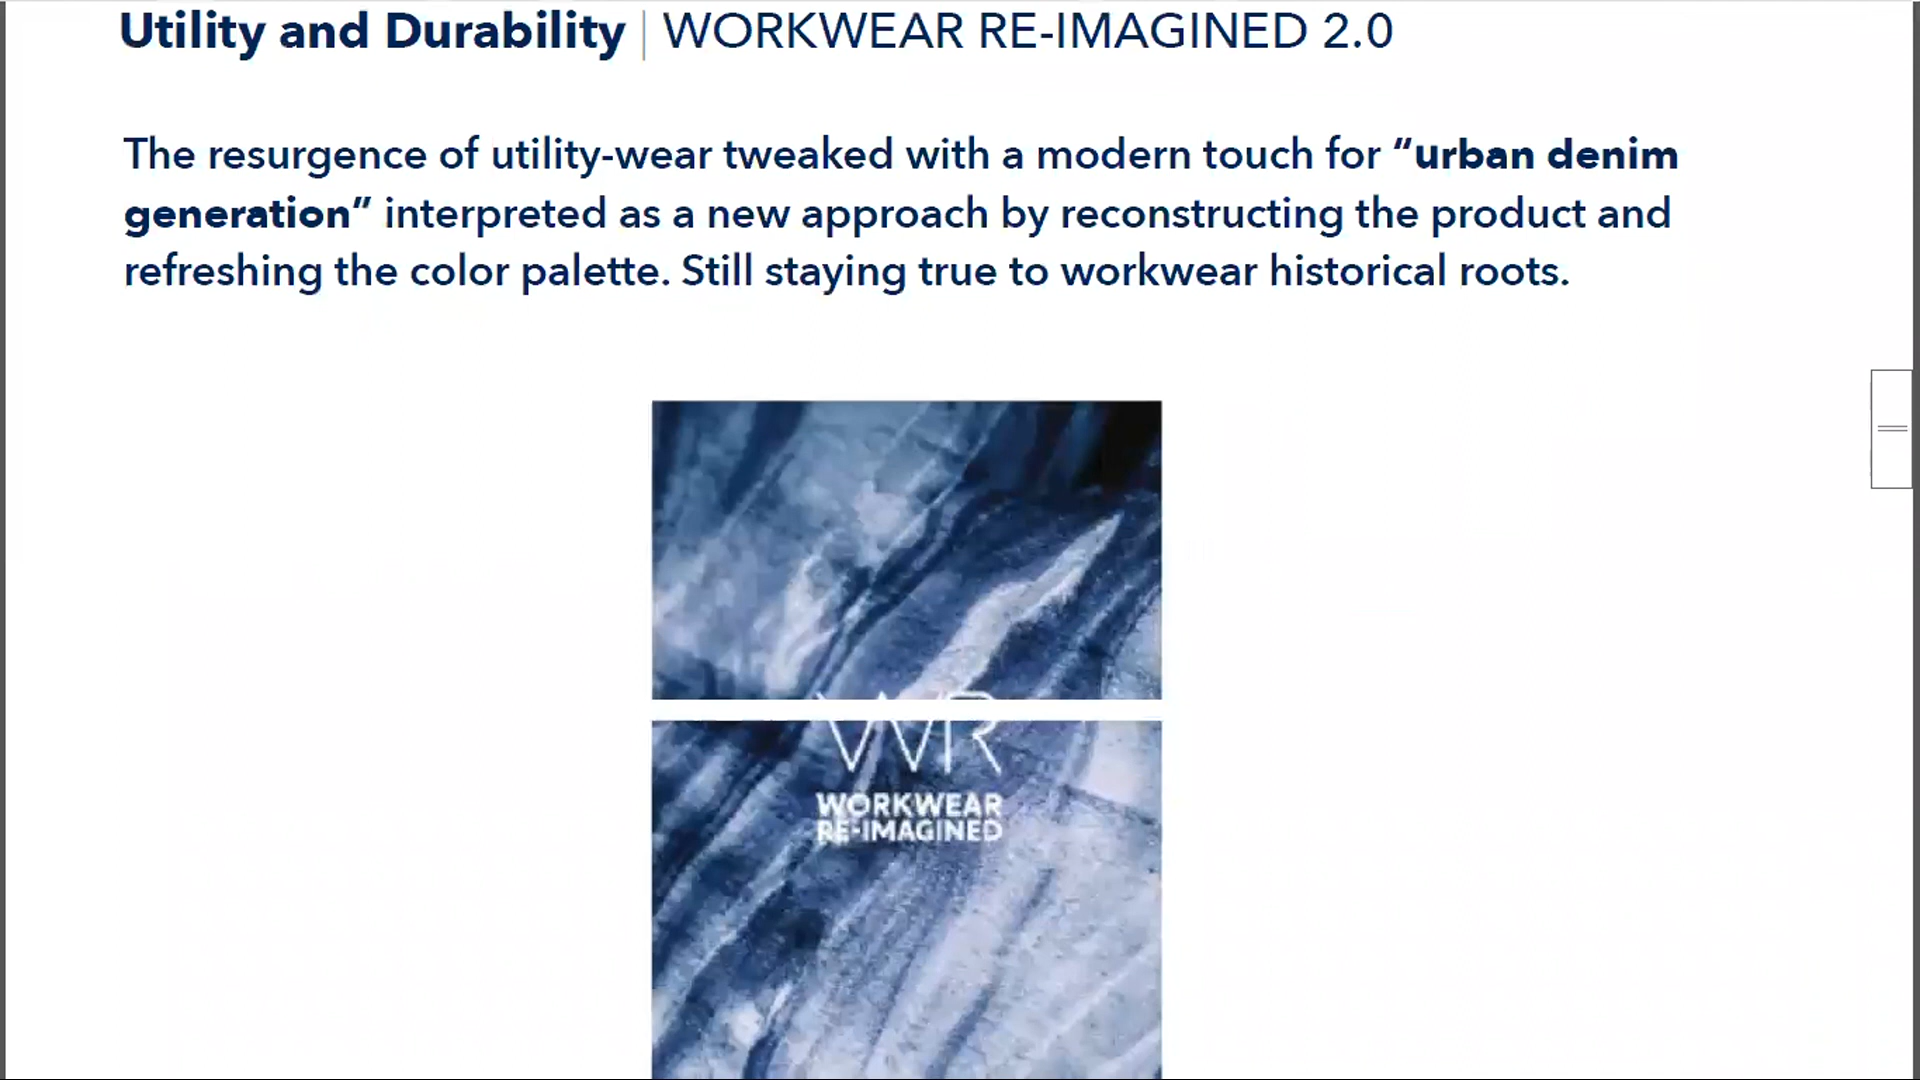 Utility and Durability | WORKWEAR RE-IMAGINED 2.0
The resurgence of utility-wear tweaked with a modern touch for “urban denim
generation” interpreted as a new approach by reconstructing the product and
refreshing the color palette. Still staying true to workwear historical roots.
WR
WORKWEAR
RE-IMAGINED